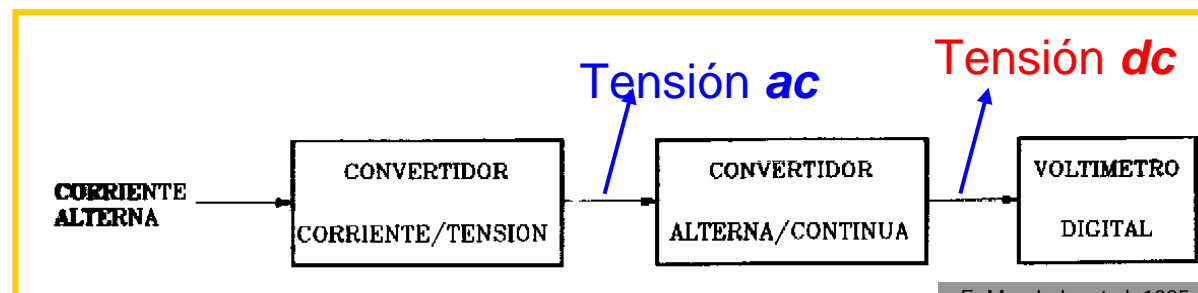 Tensión ac
Tensión dc
CORRIENTE
ALTERNA
CONVERTIDOR
CORRIENTE/TENSION
CONVERTIDOR
ALTERNA/CONTINUA
VOLTIMETRO
DIGITAL